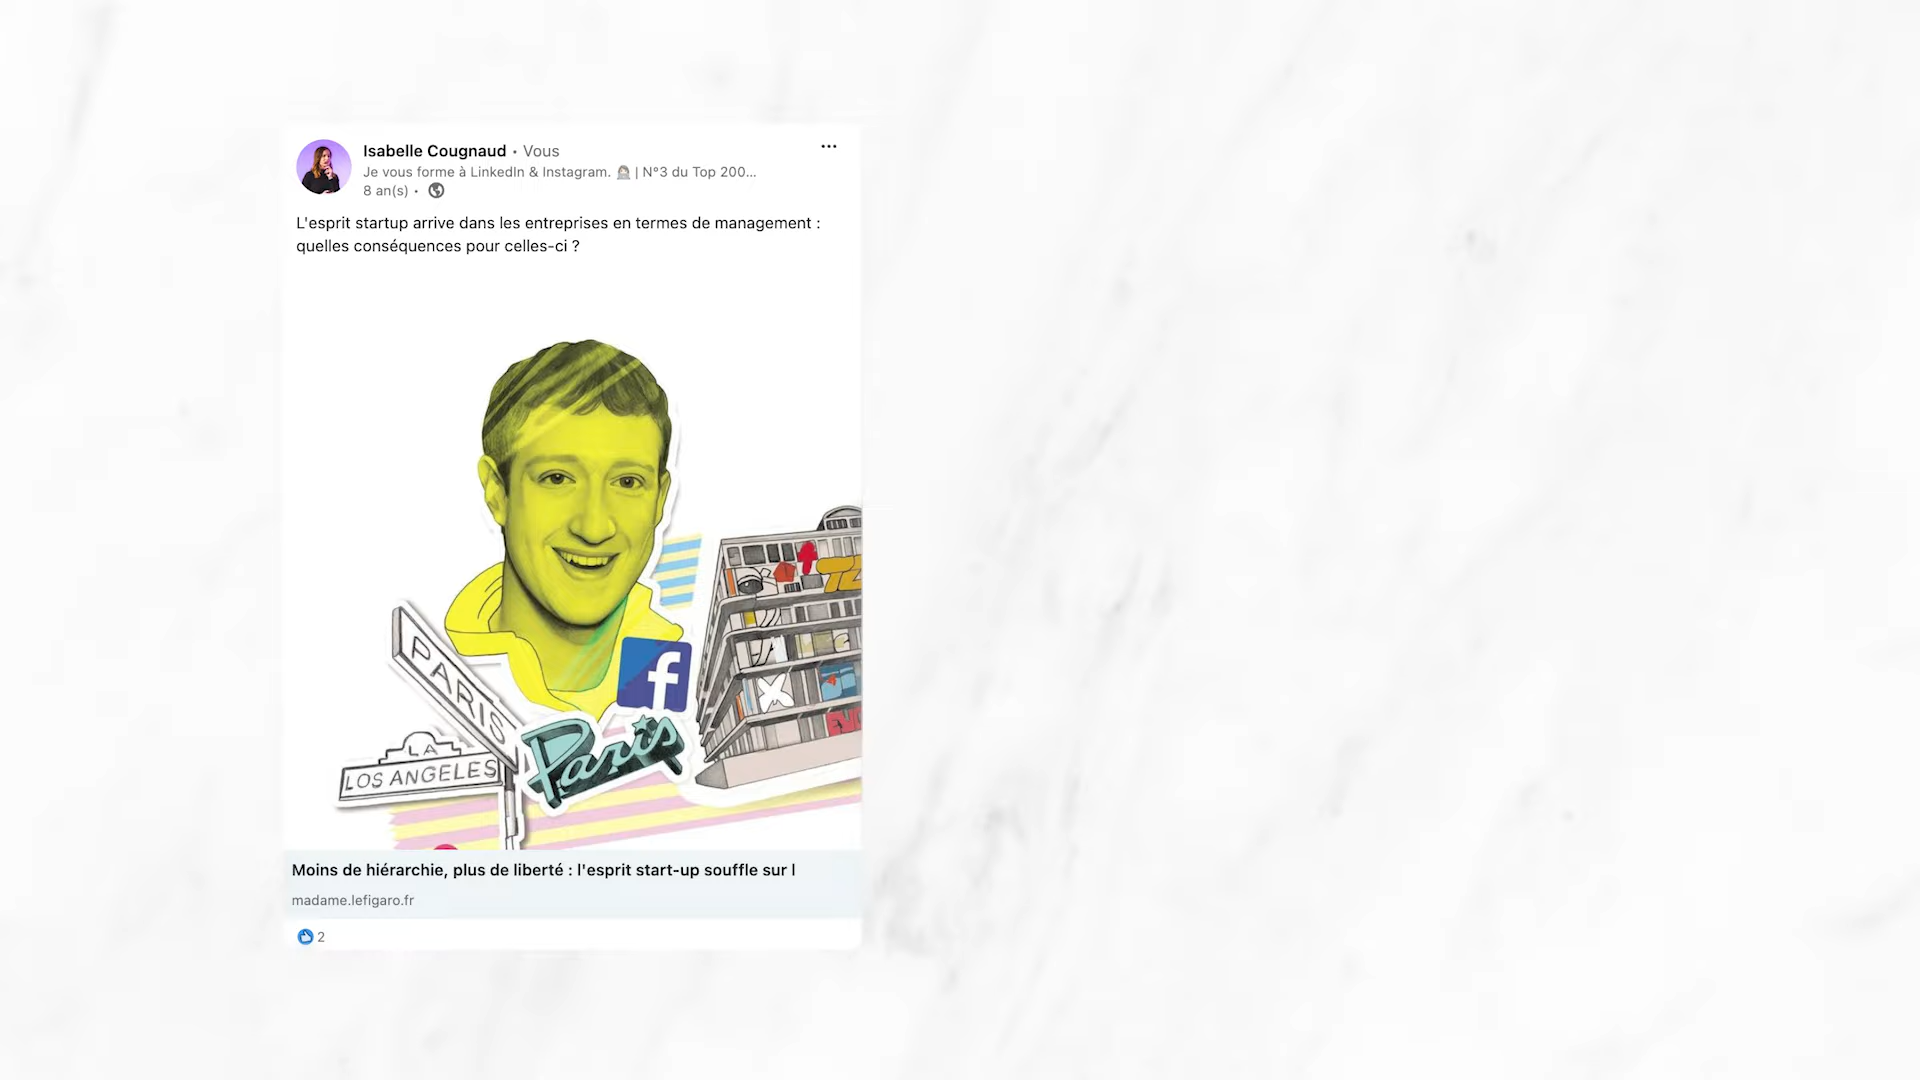 Isabelle Cougnaud • Vous
Je vous forme à LinkedIn & Instagram. 👩🏻‍💻 | N°3 du Top 200...
8 an(s) •
L'esprit startup arrive dans les entreprises en termes de management :
quelles conséquences pour celles-ci ?
f
PARIS
Paris
LA
LOS ANGELES
Moins de hiérarchie, plus de liberté : l'esprit start-up souffle sur l
madame.lefigaro.fr
2